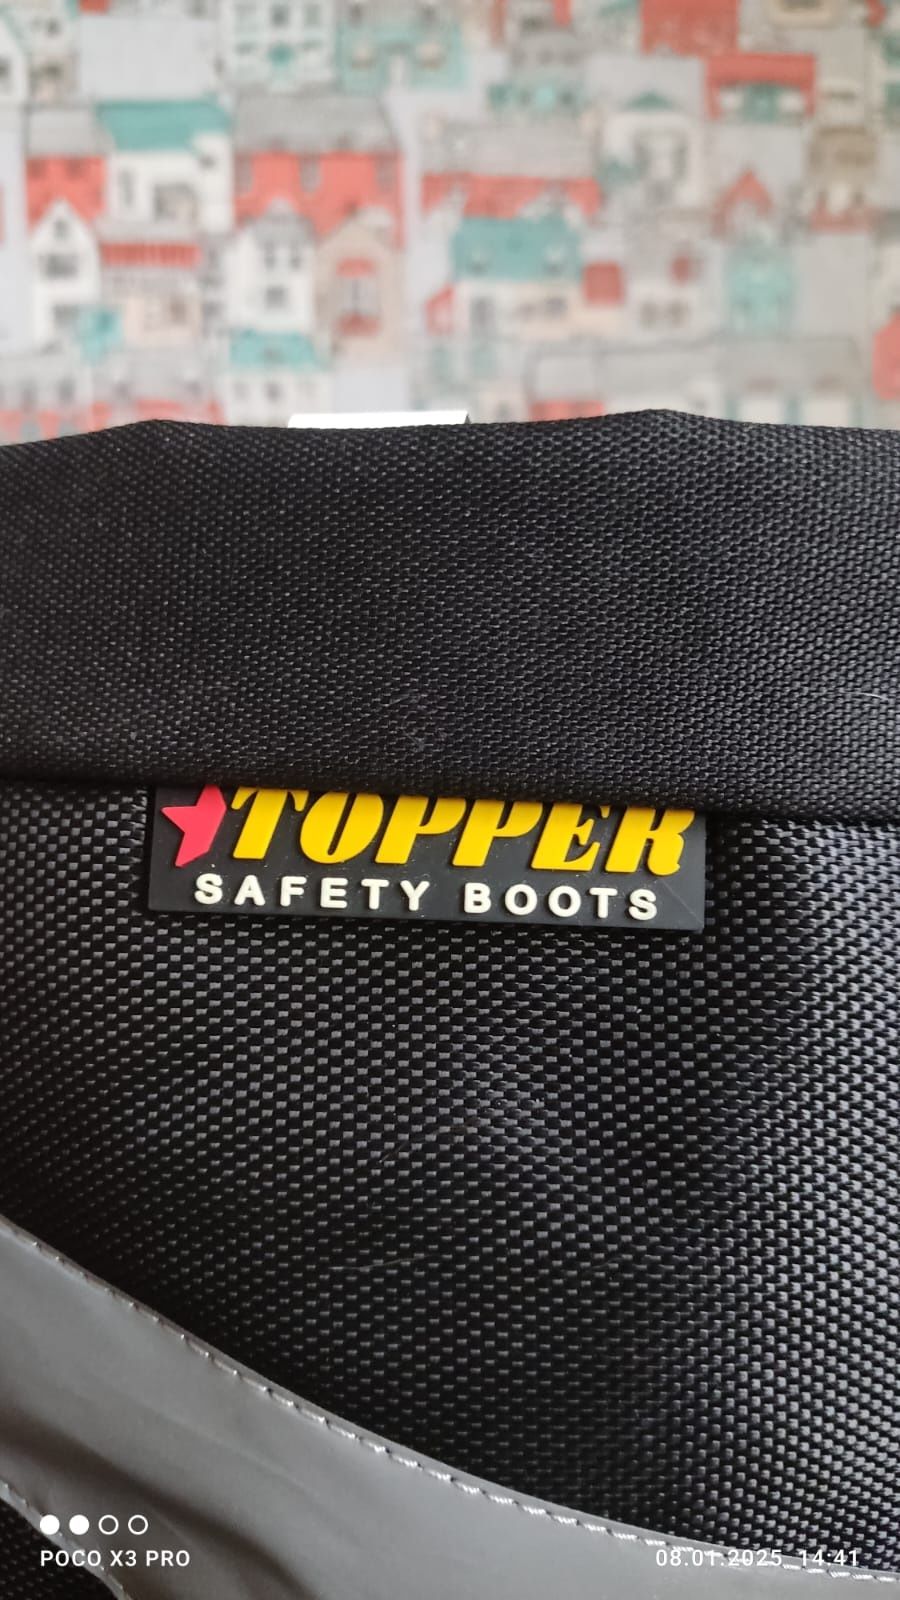 TOPPER
SAFETY BOOTS
POCO X3 PRO
08.01.2025 14:41